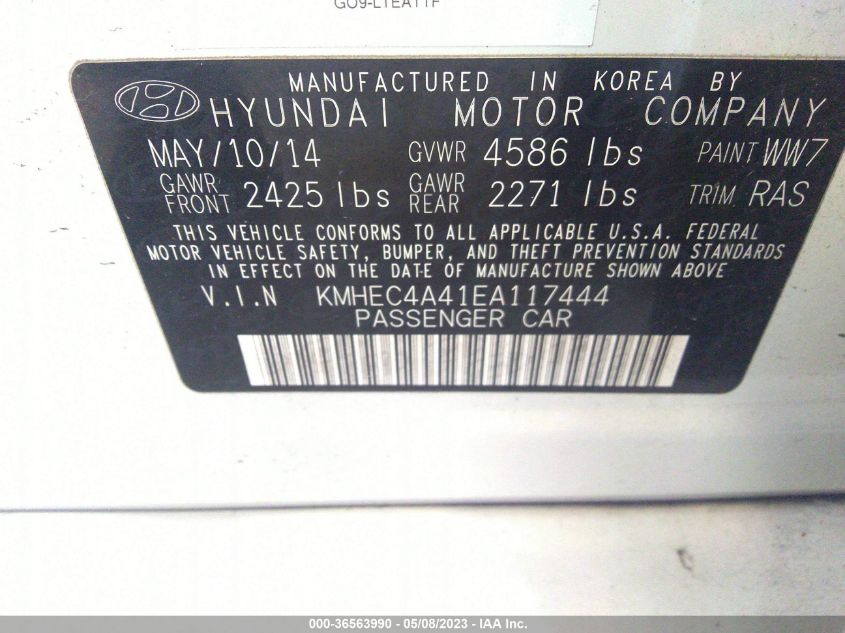 GO9-LTEAT1F
MANUFACTURED IN KOREA BY
HYUNDAI MOTOR COMPANY
MAY/10/14 GVWR 4586 lbs PAINT WW7
GAWR FRONT 2425 lbs GAWR REAR 2271 lbs TRIM RAS
THIS VEHICLE CONFORMS TO ALL APPLICABLE U.S.A. FEDERAL
MOTOR VEHICLE SAFETY, BUMPER, AND THEFT PREVENTION STANDARDS
IN EFFECT ON THE DATE OF MANUFACTURE SHOWN ABOVE
V.I.N KMHEC4A41EA117444
PASSENGER CAR
000-36563990 - 05/08/2023 - IAA Inc.